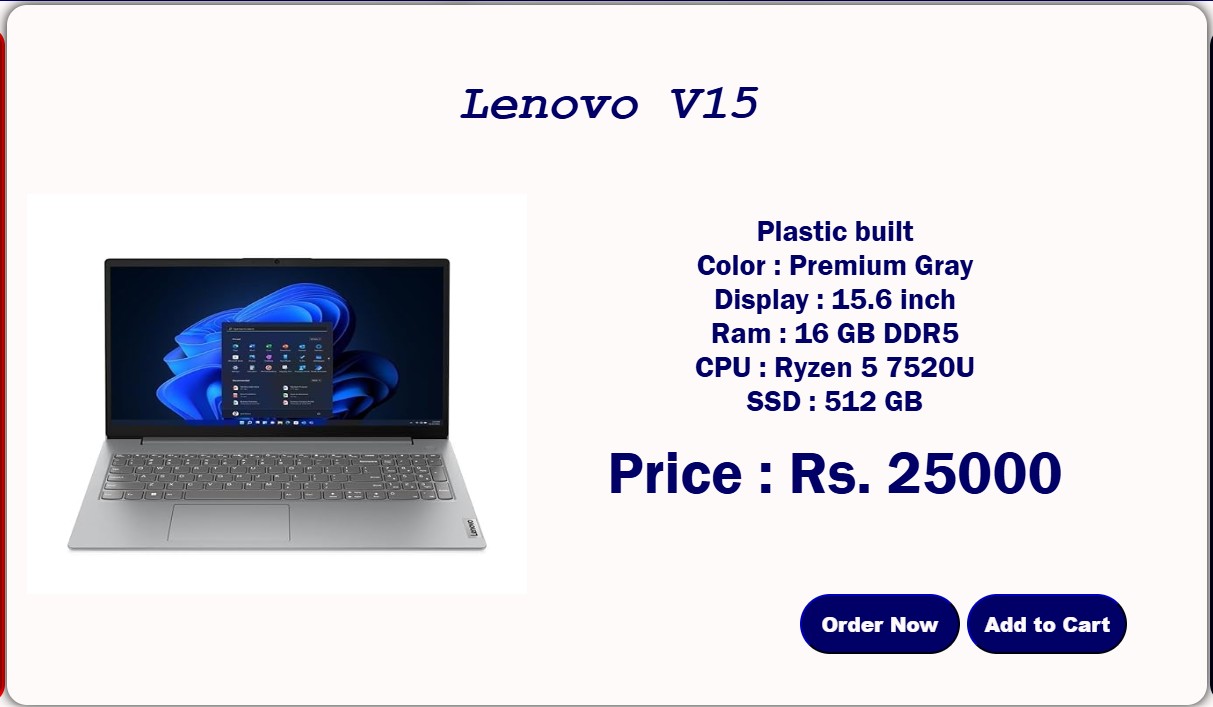 Lenovo V15
Plastic built
Color : Premium Gray
Display : 15.6 inch
Ram : 16 GB DDR5
CPU : Ryzen 5 7520U
SSD : 512 GB
Price : Rs. 25000
Lenovo
Order Now
Add to Cart